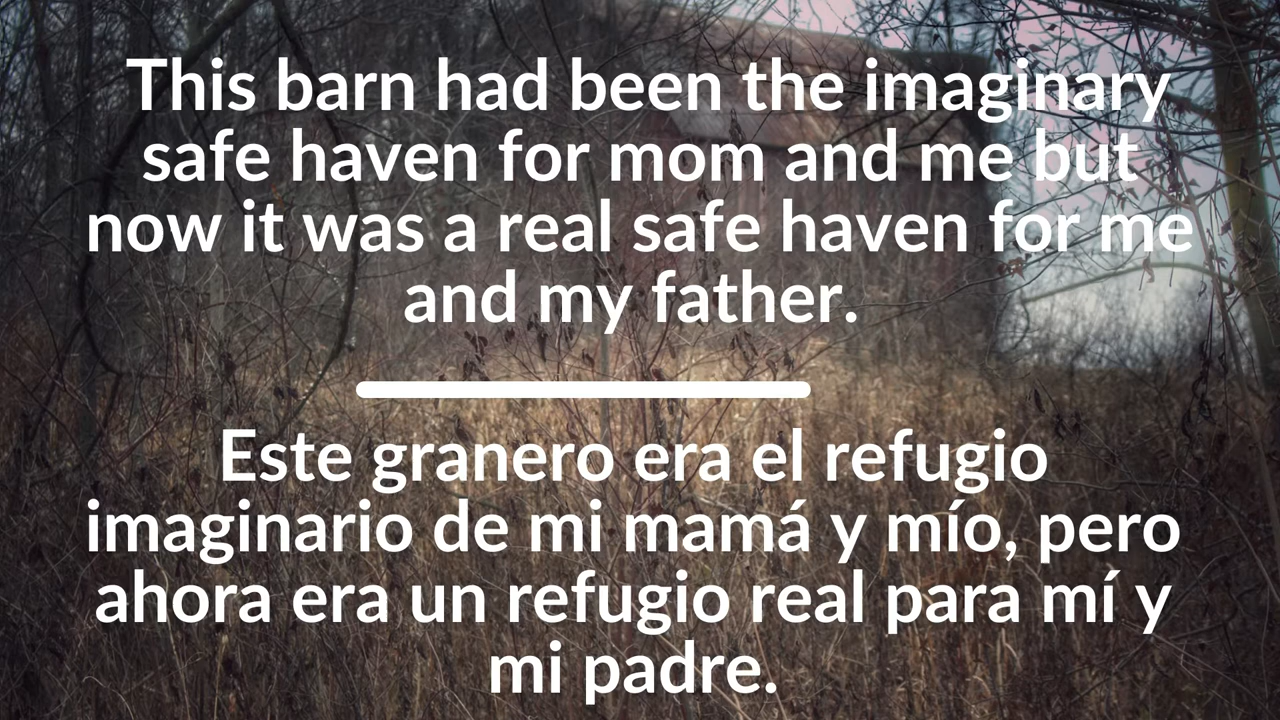 This barn had been the imaginary
safe haven for mom and me but
now it was a real safe haven for me
and my father.
Este granero era el refugio
imaginario de mi mamá y mío, pero
ahora era un refugio real para mí y
mi padre.